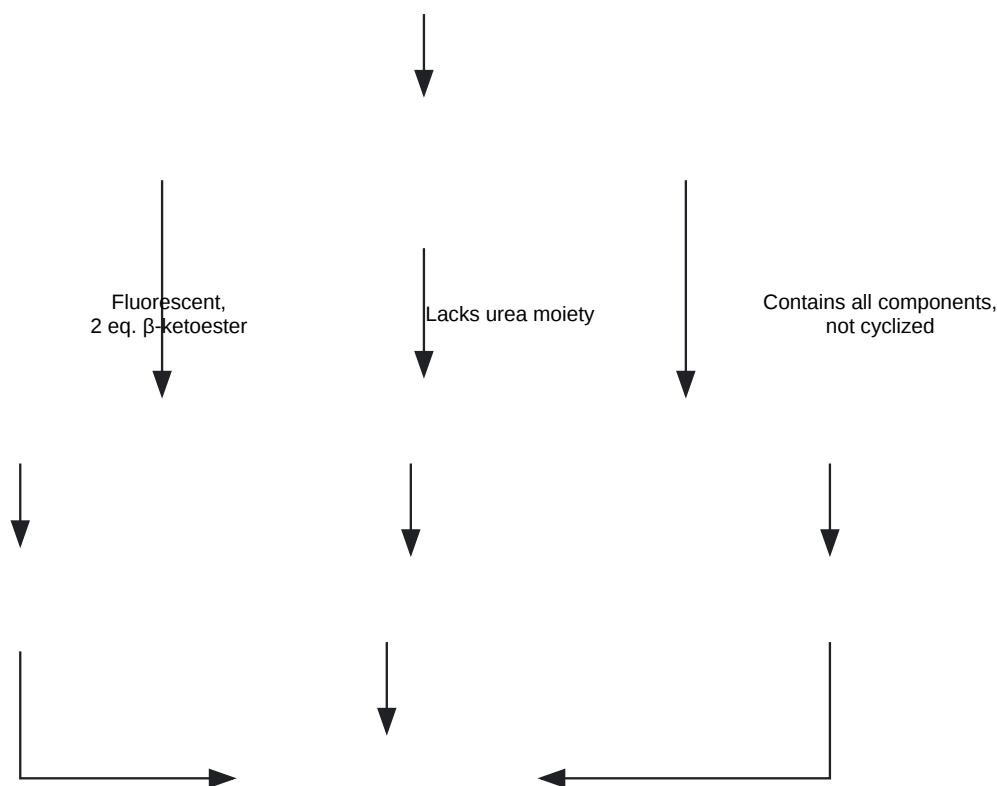 Fluorescent,
2 eq. β-ketoester
Lacks urea moiety
Contains all components,
not cyclized